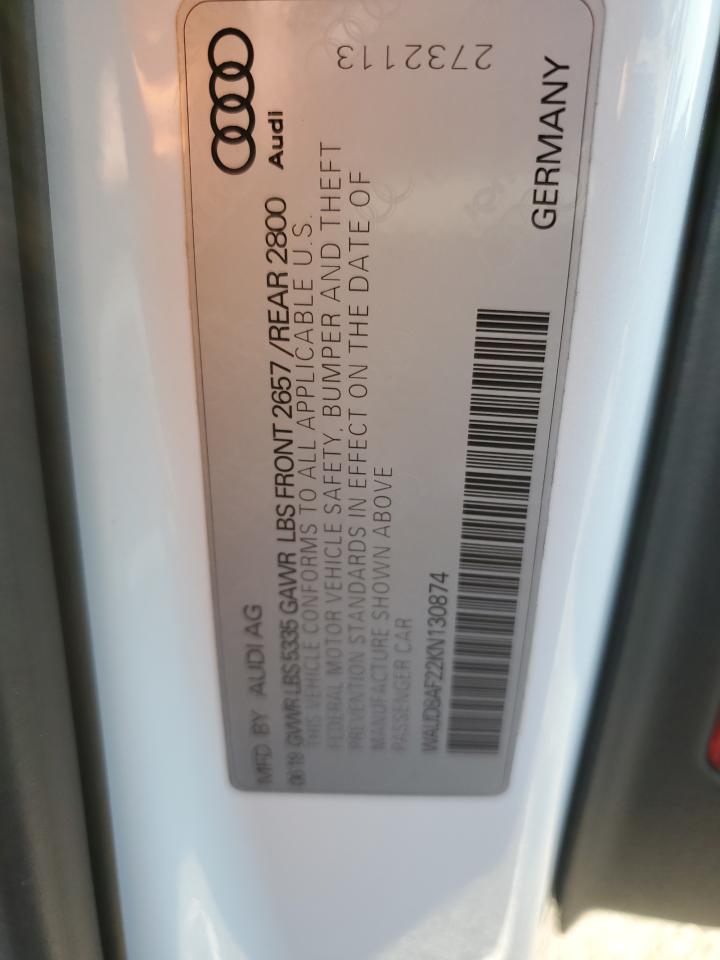 MFD BY AUDI AG
06/19 GVWR LBS 5335 GAWR LBS FRONT 2657 /REAR 2800
THIS VEHICLE CONFORMS TO ALL APPLICABLE U.S.
FEDERAL MOTOR VEHICLE SAFETY, BUMPER AND THEFT
PREVENTION STANDARDS IN EFFECT ON THE DATE OF
MANUFACTURE SHOWN ABOVE
PASSENGER CAR
WAUD8AF22KN130874
Audi
2732113
GERMANY